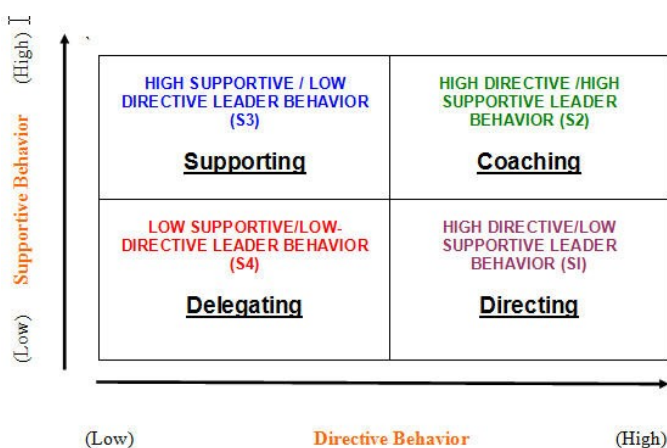 (High)
Supportive Behavior
(Low)
HIGH SUPPORTIVE / LOW
DIRECTIVE LEADER BEHAVIOR
(S3)
Supporting
HIGH DIRECTIVE /HIGH
SUPPORTIVE LEADER
BEHAVIOR (S2)
Coaching
LOW SUPPORTIVE/LOW-
DIRECTIVE LEADER BEHAVIOR
(S4)
Delegating
HIGH DIRECTIVE/LOW
SUPPORTIVE LEADER
BEHAVIOR (SI)
Directing
(Low) Directive Behavior (High)